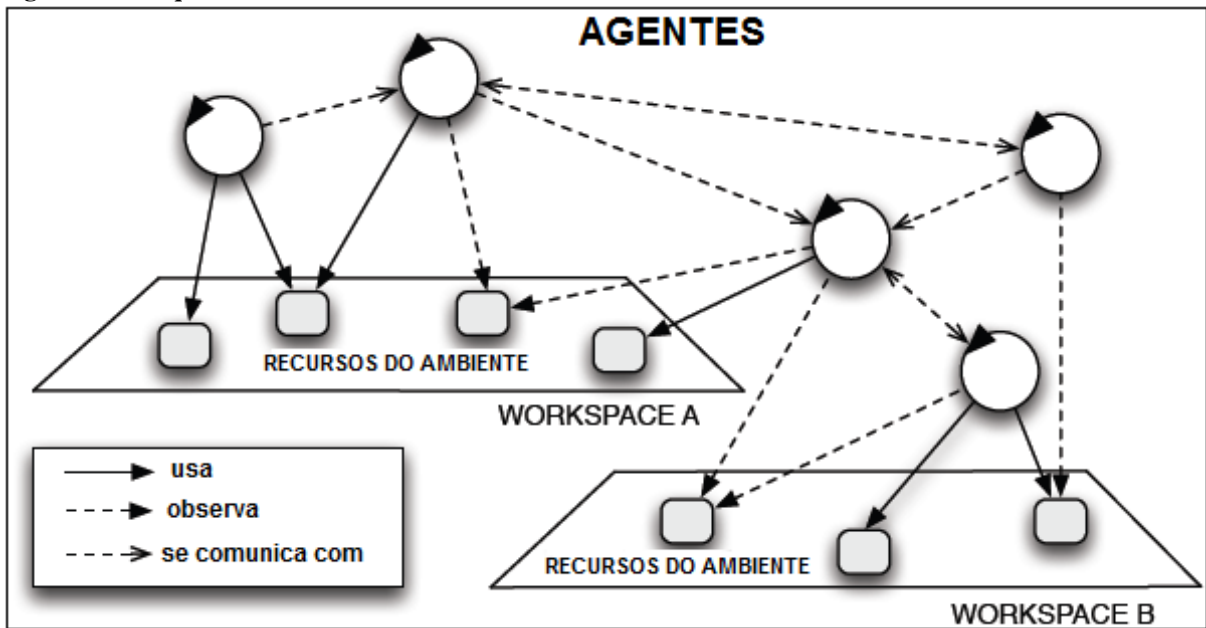 AGENTES
RECURSOS DO AMBIENTE
WORKSPACE A
usa
observa
se comunica com
RECURSOS DO AMBIENTE
WORKSPACE B